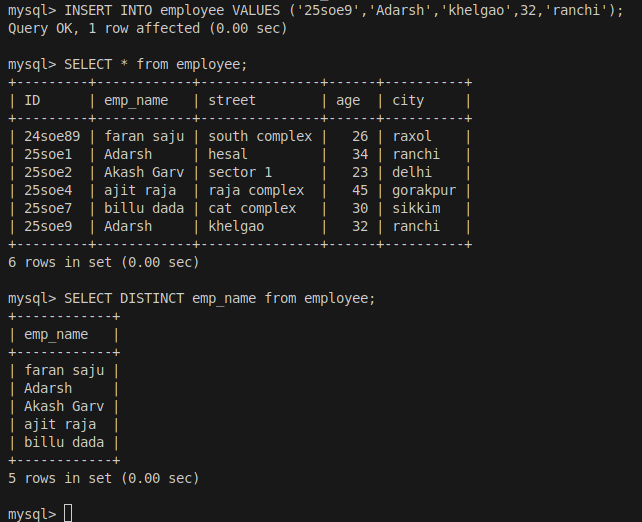 mysql> INSERT INTO employee VALUES ('25soe9','Adarsh','khelgao',32,'ranchi');
Query OK, 1 row affected (0.00 sec)

mysql> SELECT * from employee;
+---------+------------+---------------+------+----------+
| ID      | emp_name   | street        | age  | city     |
+---------+------------+---------------+------+----------+
| 24soe89 | faran saju | south complex |   26 | raxol    |
| 25soe1  | Adarsh     | hesal         |   34 | ranchi   |
| 25soe2  | Akash Garv | sector 1      |   23 | delhi    |
| 25soe4  | ajit raja  | raja complex  |   45 | gorakpur |
| 25soe7  | billu dada | cat complex   |   30 | sikkim   |
| 25soe9  | Adarsh     | khelgao       |   32 | ranchi   |
+---------+------------+---------------+------+----------+
6 rows in set (0.00 sec)

mysql> SELECT DISTINCT emp_name from employee;
+------------+
| emp_name   |
+------------+
| faran saju |
| Adarsh     |
| Akash Garv |
| ajit raja  |
| billu dada |
+------------+
5 rows in set (0.00 sec)

mysql>